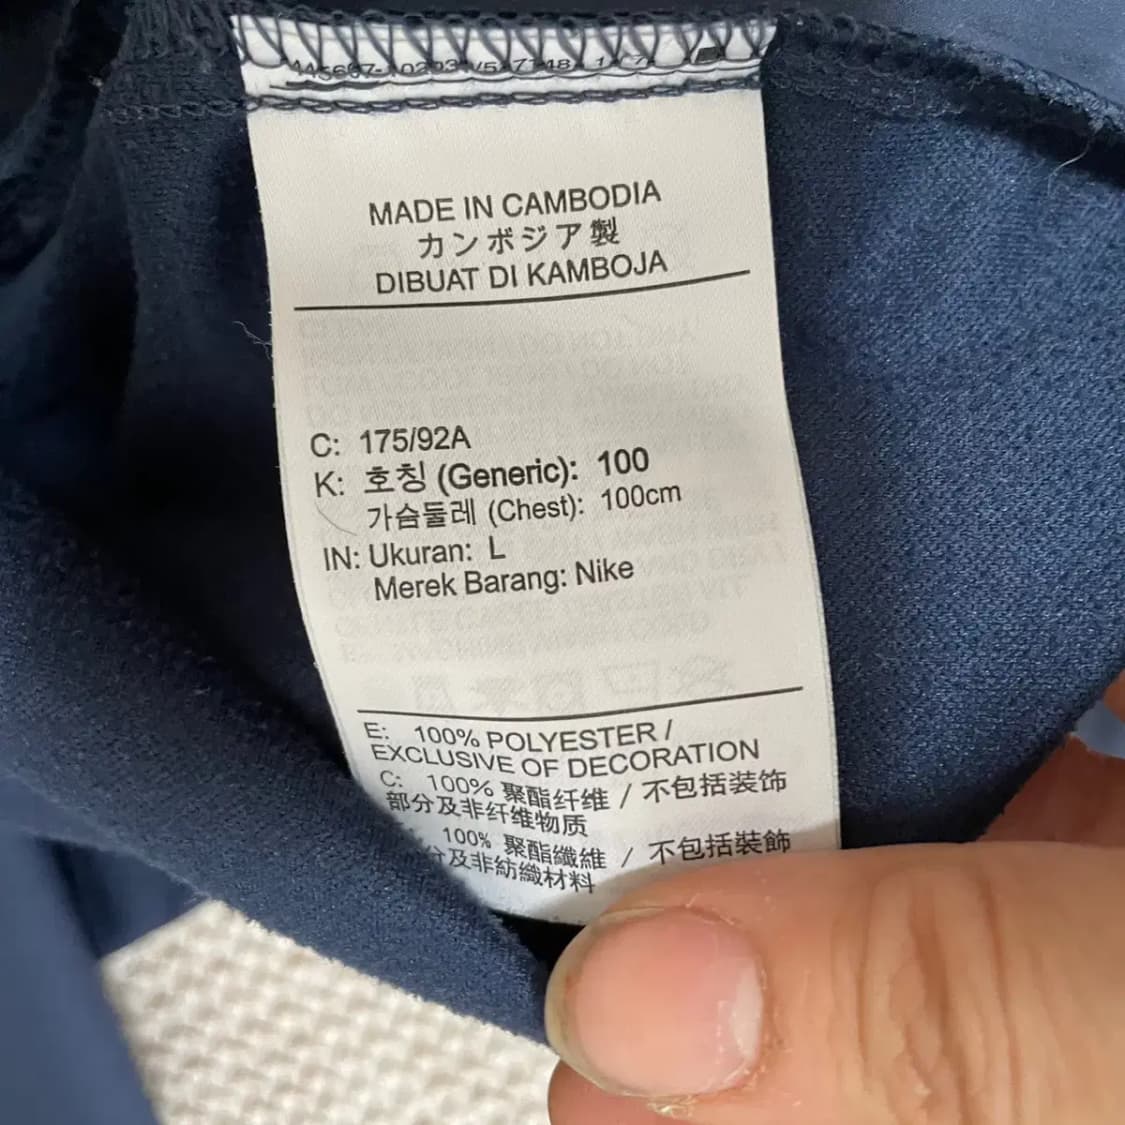 MADE IN CAMBODIA
カンボジア製
DIBUAT DI KAMBOJA
C: 175/92A
K: 호칭 (Generic): 100
가슴둘레 (Chest): 100cm
IN: Ukuran: L
Merek Barang: Nike
E: 100% POLYESTER /
EXCLUSIVE OF DECORATION
C: 100% 聚酯纤维 / 不包括装饰
部分及非纤维物质
100% 聚酯纖維 / 不包括裝飾
分及非紡織材料